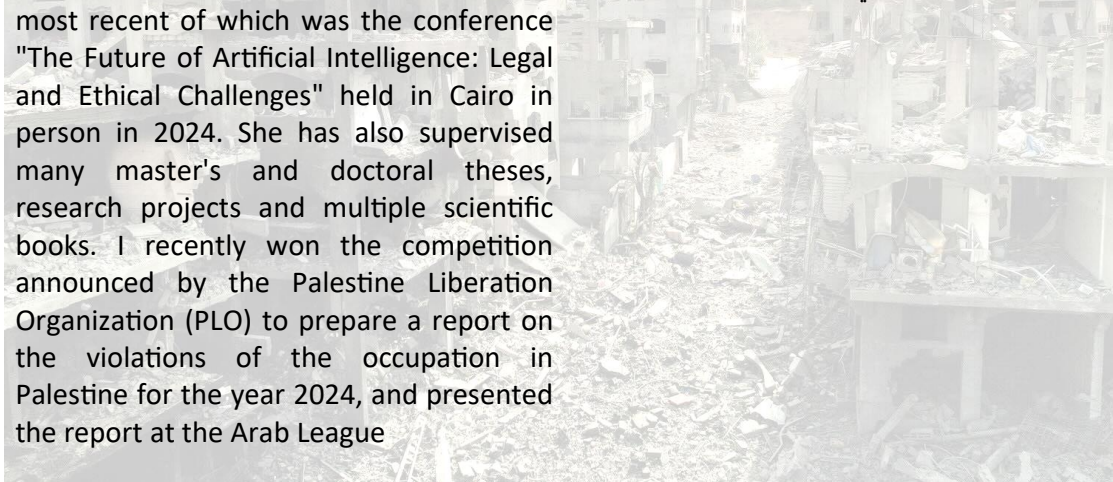 most recent of which was the conference
"The Future of Artificial Intelligence: Legal
and Ethical Challenges" held in Cairo in
person in 2024. She has also supervised
many master's and doctoral theses,
research projects and multiple scientific
books. I recently won the competition
announced by the Palestine Liberation
Organization (PLO) to prepare a report on
the violations of the occupation in
Palestine for the year 2024, and presented
the report at the Arab League